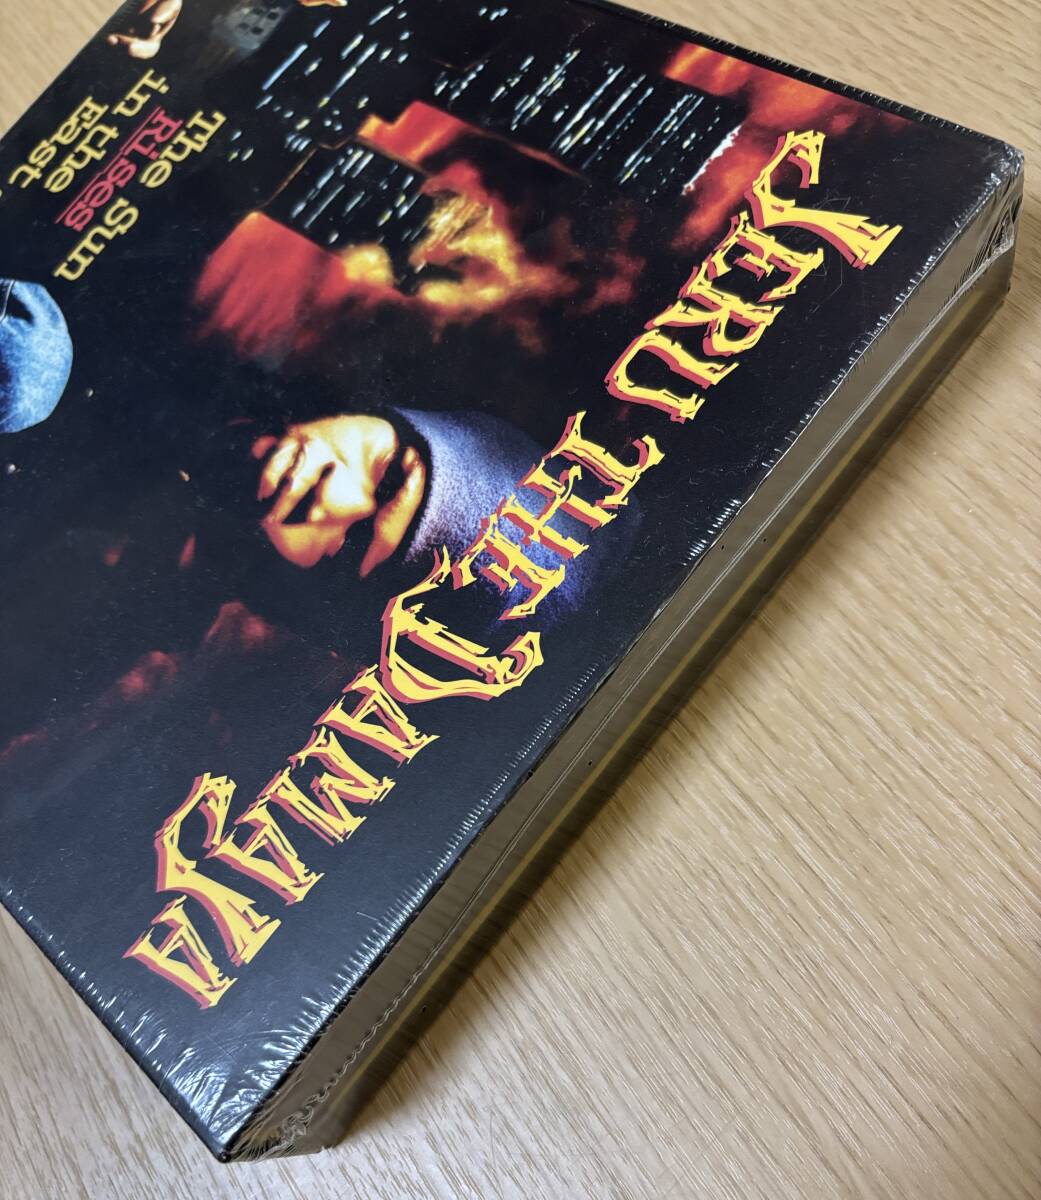 JERU THE DAMAJA
The Sun
Rises
in the
East